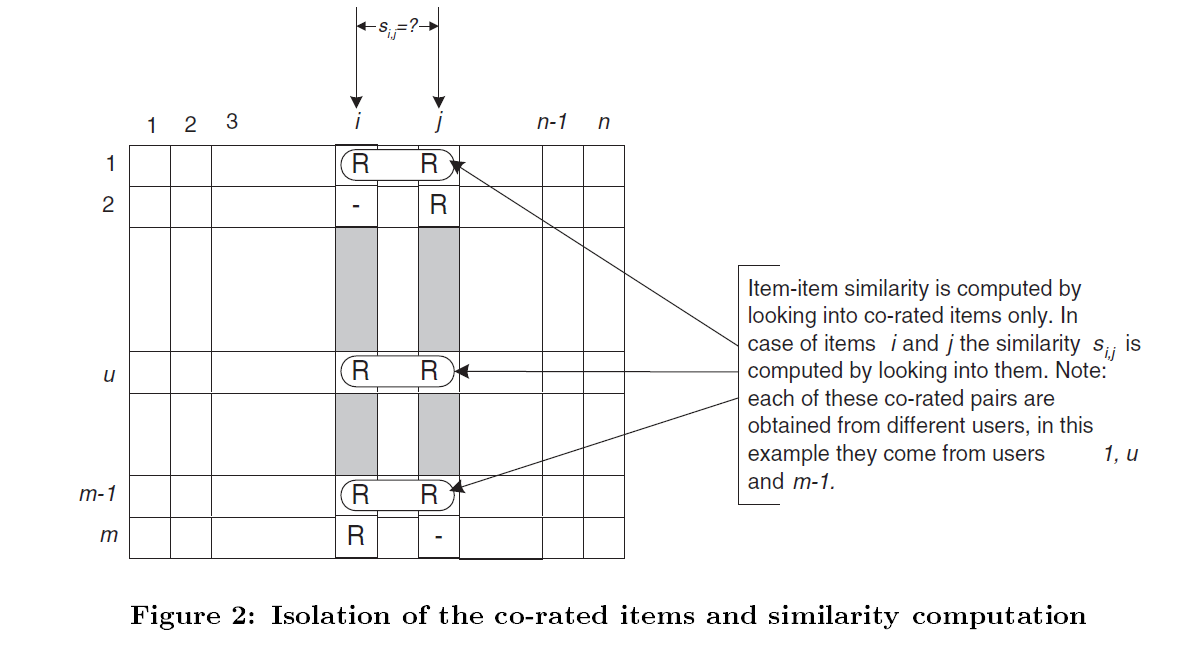 s i,j =?
1 2 3 i j n-1 n
1 R R
2 - R
u R R
m-1 R R
m R -
Item-item similarity is computed by
looking into co-rated items only. In
case of items i and j the similarity s i,j is
computed by looking into them. Note:
each of these co-rated pairs are
obtained from different users, in this
example they come from users 1, u
and m-1.
Figure 2: Isolation of the co-rated items and similarity computation